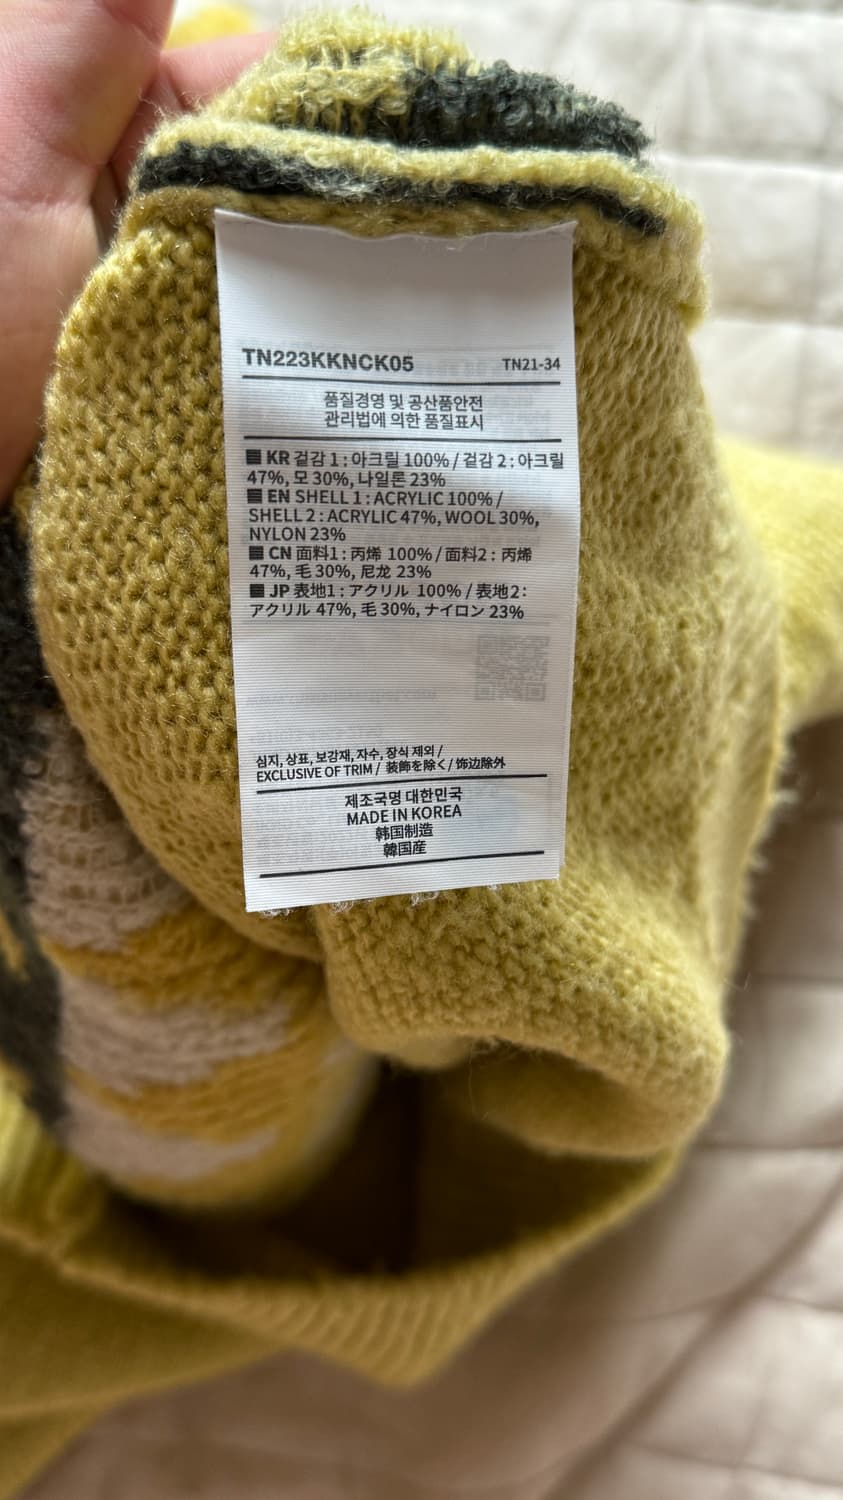 TN223KKNCK05 TN21-34
품질경영 및 공산품안전
관리법에 의한 품질표시
KR 겉감 1 : 아크릴 100% / 겉감 2 : 아크릴
47%, 모 30%, 나일론 23%
EN SHELL 1 : ACRYLIC 100% /
SHELL 2 : ACRYLIC 47%, WOOL 30%,
NYLON 23%
CN 面料1 : 丙烯 100% / 面料2 : 丙烯
47%, 毛 30%, 尼龙 23%
JP 表地1 : アクリル 100% / 表地2 :
アクリル 47%, 毛 30%, ナイロン 23%
심지, 상표, 보강재, 자수, 장식 제외 /
EXCLUSIVE OF TRIM / 装飾を除く / 饰边除外
제조국명 대한민국
MADE IN KOREA
韩国制造
韓国産